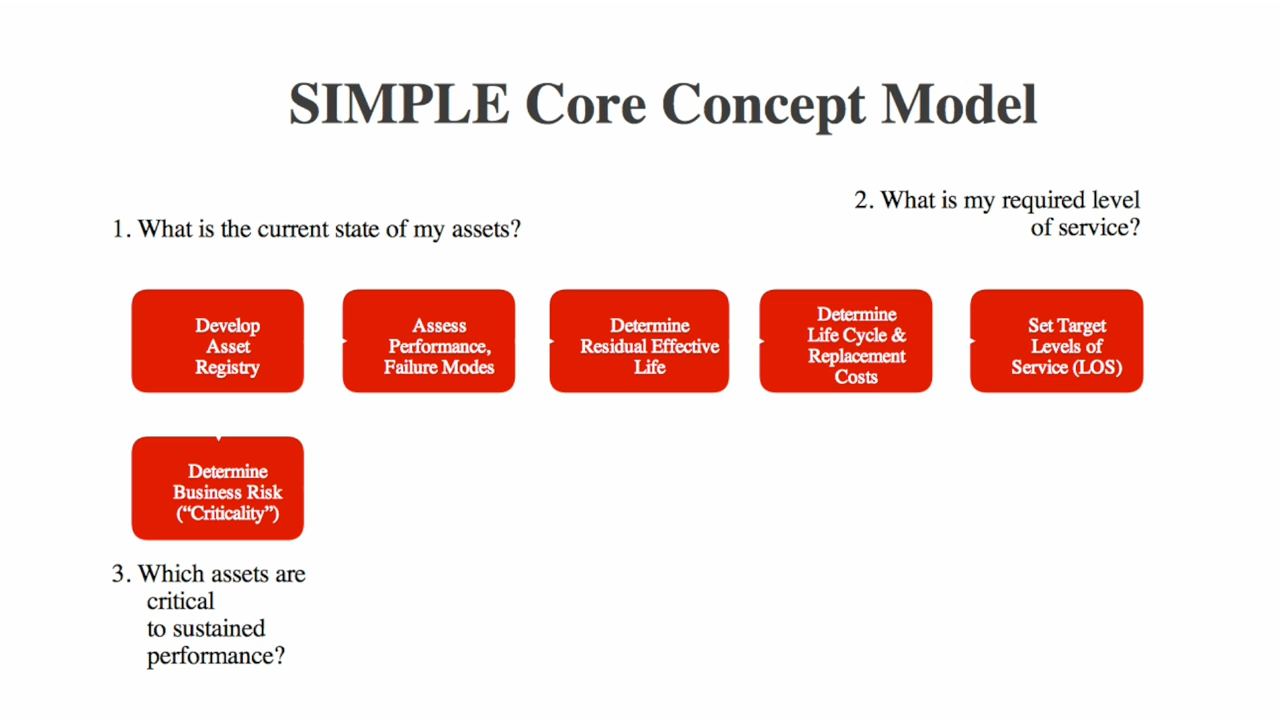 SIMPLE Core Concept Model
1. What is the current state of my assets?
2. What is my required level
of service?
Develop
Asset
Registry
Assess
Performance,
Failure Modes
Determine
Residual Effective
Life
Determine
Life Cycle &
Replacement
Costs
Set Target
Levels of
Service (LOS)
Determine
Business Risk
(“Criticality”)
3. Which assets are
critical
to sustained
performance?